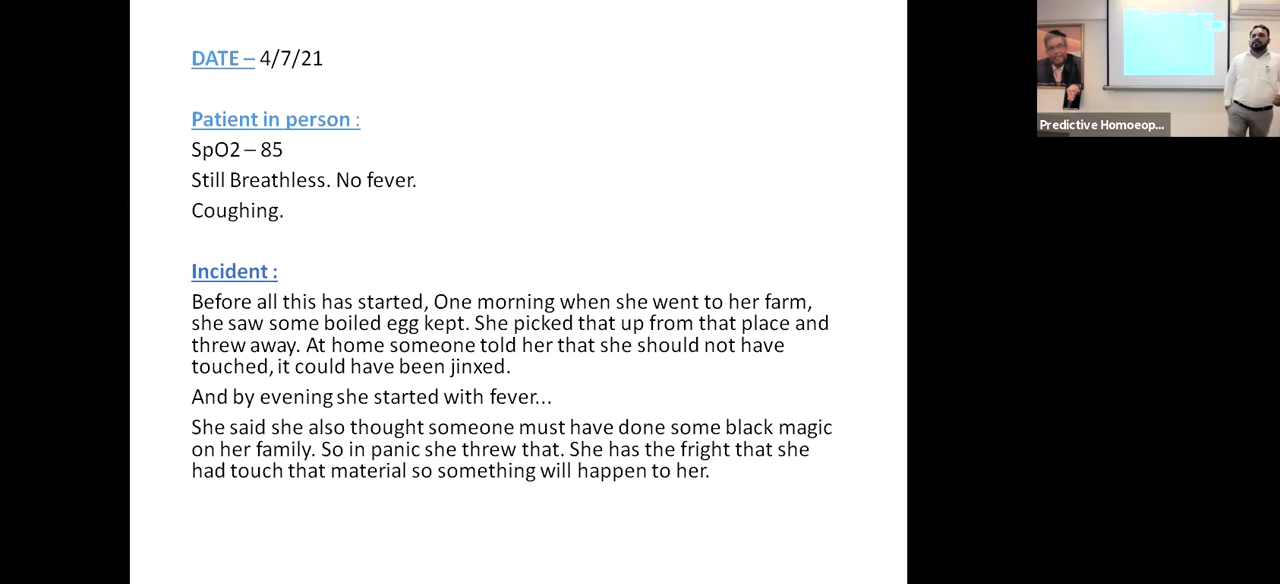 DATE – 4/7/21
Predictive Homoeop...
Patient in person :
SpO2 – 85
Still Breathless. No fever.
Coughing.
Incident :
Before all this has started, One morning when she went to her farm,
she saw some boiled egg kept. She picked that up from that place and
threw away. At home someone told her that she should not have
touched, it could have been jinxed.
And by evening she started with fever...
She said she also thought someone must have done some black magic
on her family. So in panic she threw that. She has the fright that she
had touch that material so something will happen to her.